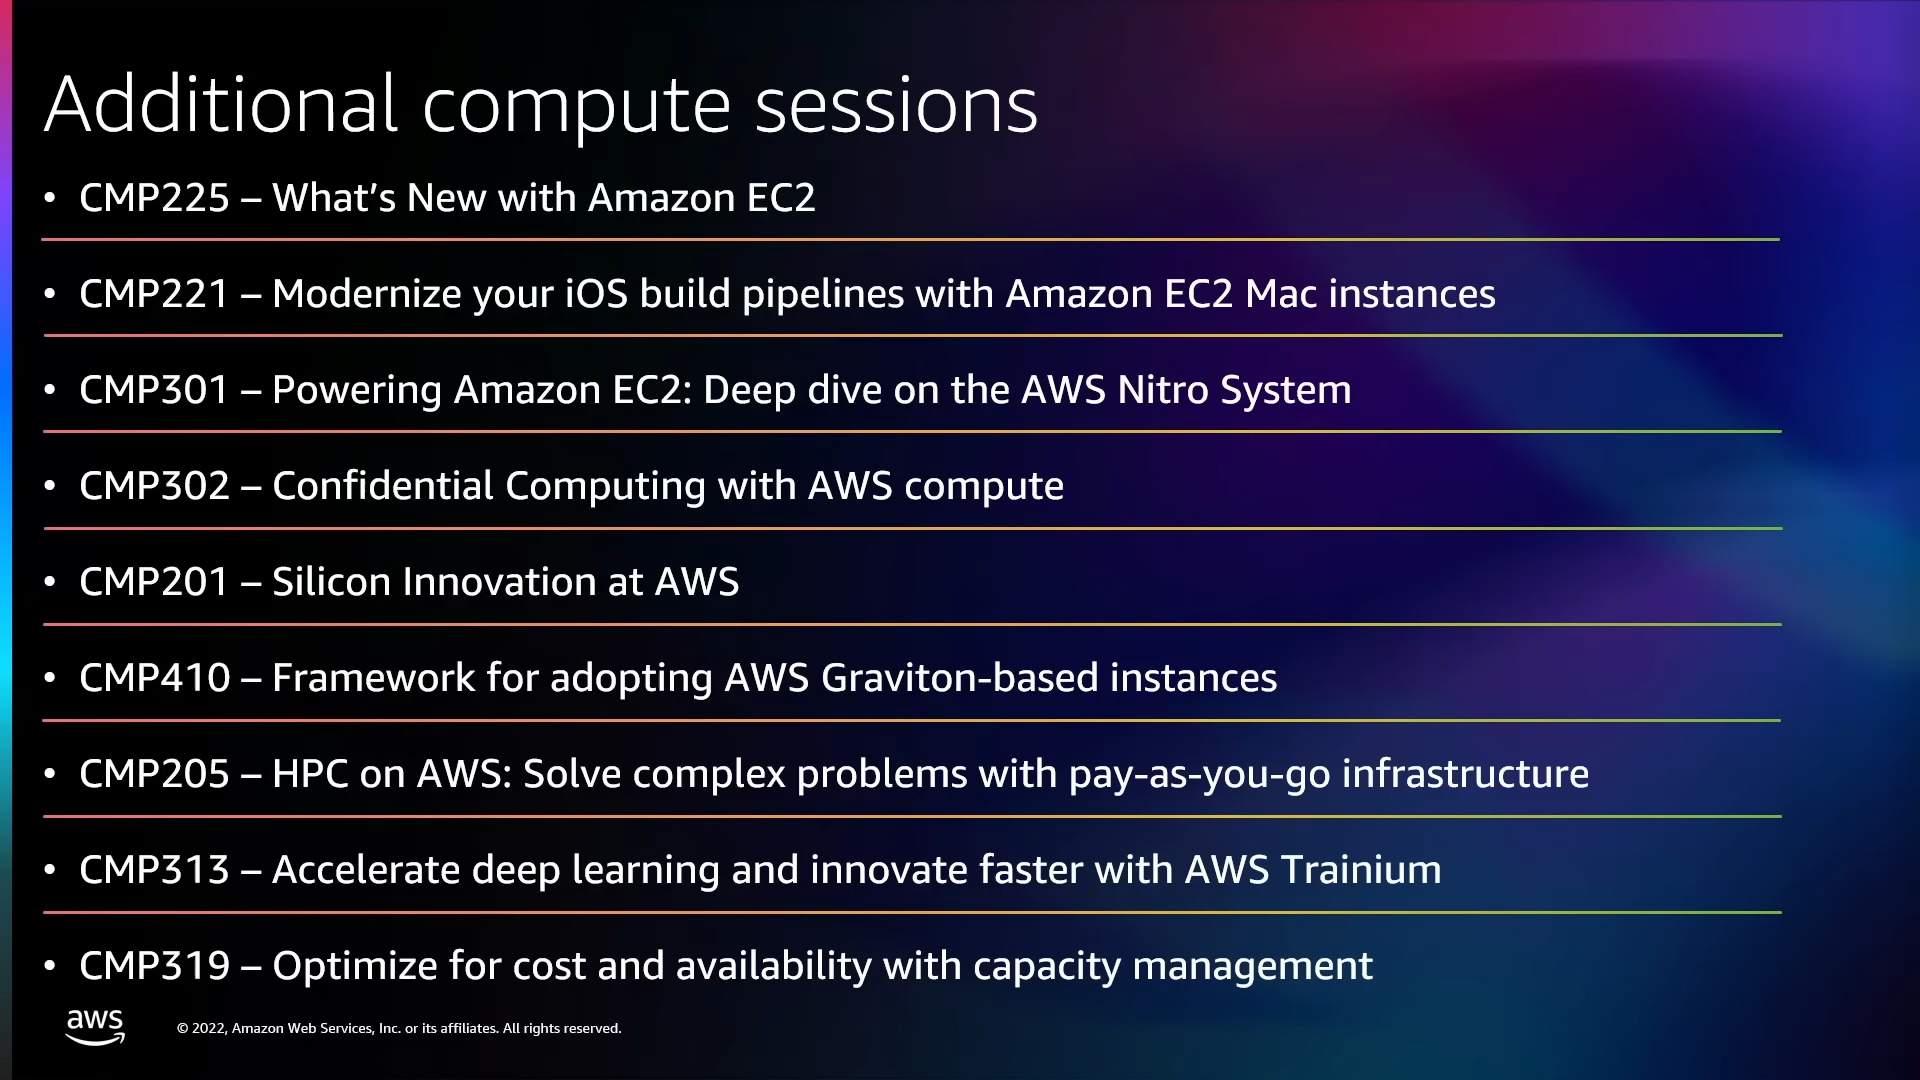 Additional compute sessions
• CMP225 – What’s New with Amazon EC2
• CMP221 – Modernize your iOS build pipelines with Amazon EC2 Mac instances
• CMP301 – Powering Amazon EC2: Deep dive on the AWS Nitro System
• CMP302 – Confidential Computing with AWS compute
• CMP201 – Silicon Innovation at AWS
• CMP410 – Framework for adopting AWS Graviton-based instances
• CMP205 – HPC on AWS: Solve complex problems with pay-as-you-go infrastructure
• CMP313 – Accelerate deep learning and innovate faster with AWS Trainium
• CMP319 – Optimize for cost and availability with capacity management
aws
© 2022, Amazon Web Services, Inc. or its affiliates. All rights reserved.